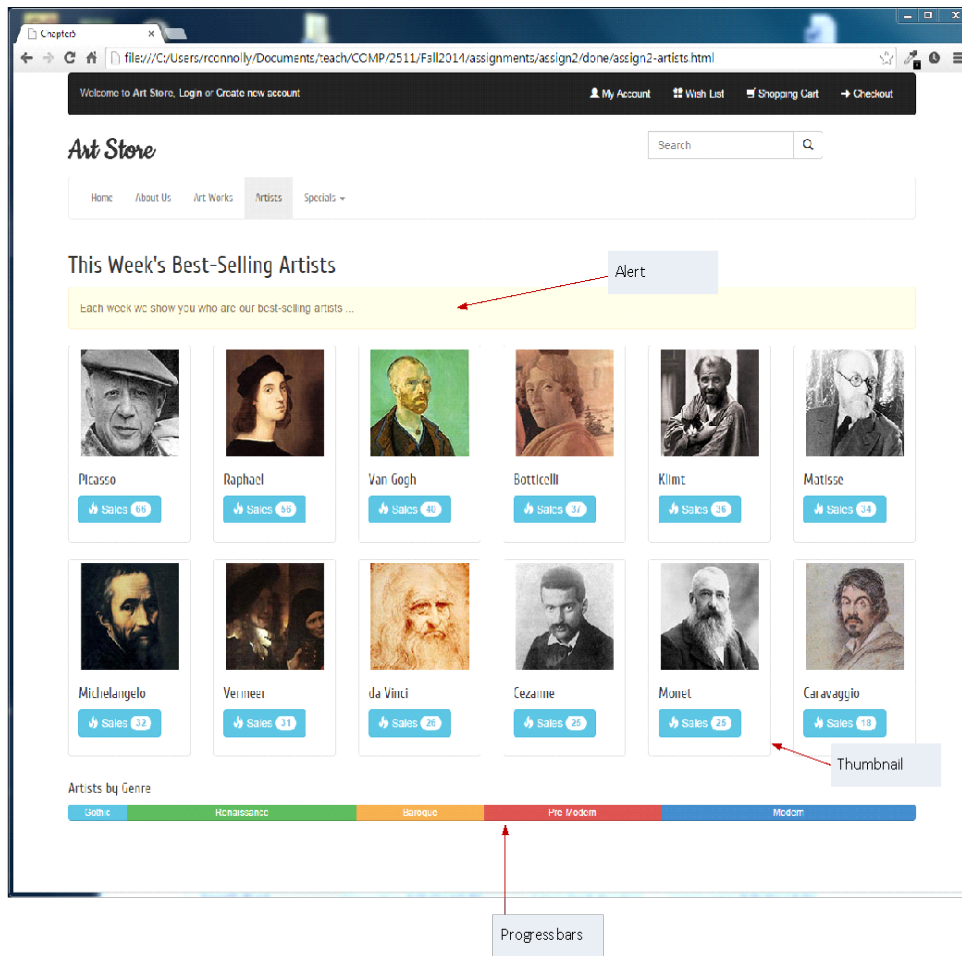 Chapter5
file:///C:/Users/rconnolly/Documents/teach/COMP/2511/Fall2014/assignments/assign2/done/assign2-artists.html
Welcome to Art Store, Login or Create new account
My Account
Wish List
Shopping Cart
Checkout
Art Store
Search
Home
About Us
Art Works
Artists
Specials
This Week's Best-Selling Artists
Alert
Each week we show you who are our best-selling artists ...
Picasso
Raphael
Van Gogh
Botticelli
Klimt
Matisse
Sales 66
Sales 56
Sales 40
Sales 37
Sales 36
Sales 34
Michelangelo
Vermeer
da Vinci
Cezanne
Monet
Caravaggio
Sales 32
Sales 31
Sales 26
Sales 25
Sales 25
Sales 18
Thumbnail
Artists by Genre
Gothic
Renaissance
Baroque
Pre-Modern
Modern
Progress bars